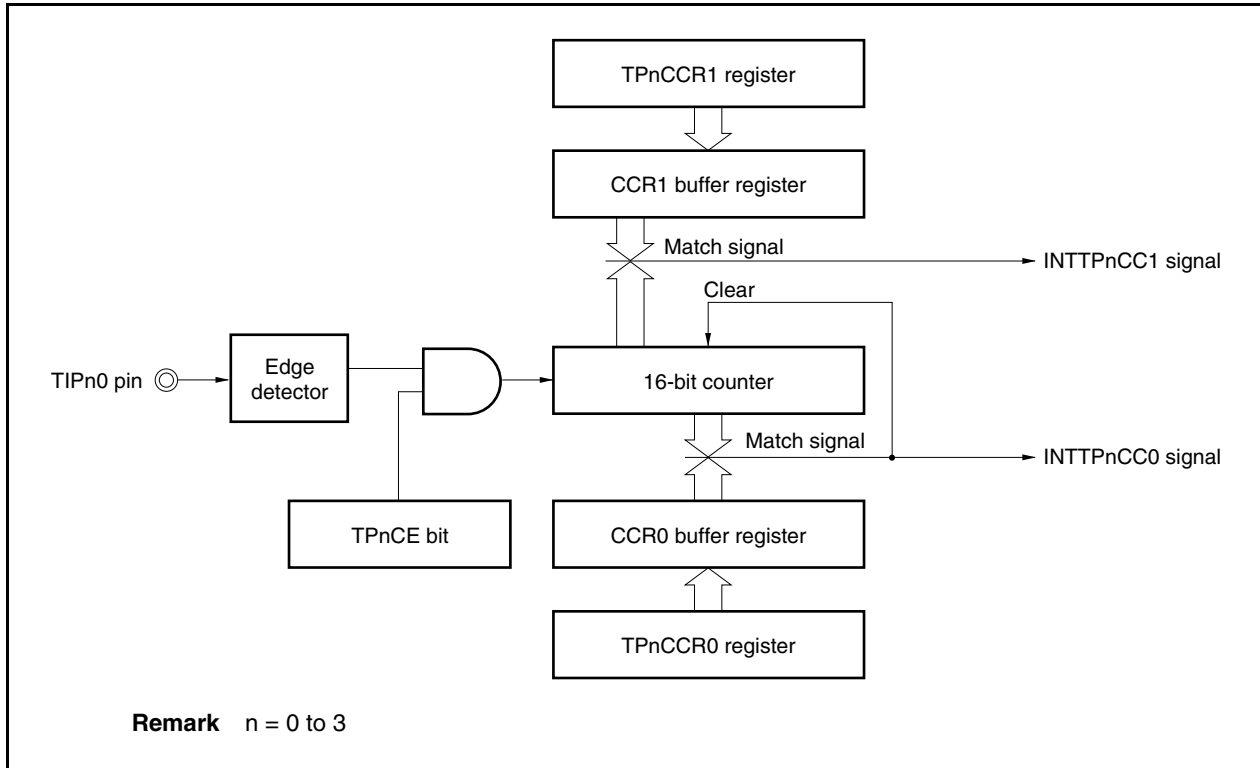 TPnCCR1 register
CCR1 buffer register
Match signal
INTTPnCC1 signal
Clear
TIPn0 pin
Edge
detector
16-bit counter
Match signal
INTTPnCC0 signal
TPnCE bit
CCR0 buffer register
TPnCCR0 register
Remark n = 0 to 3